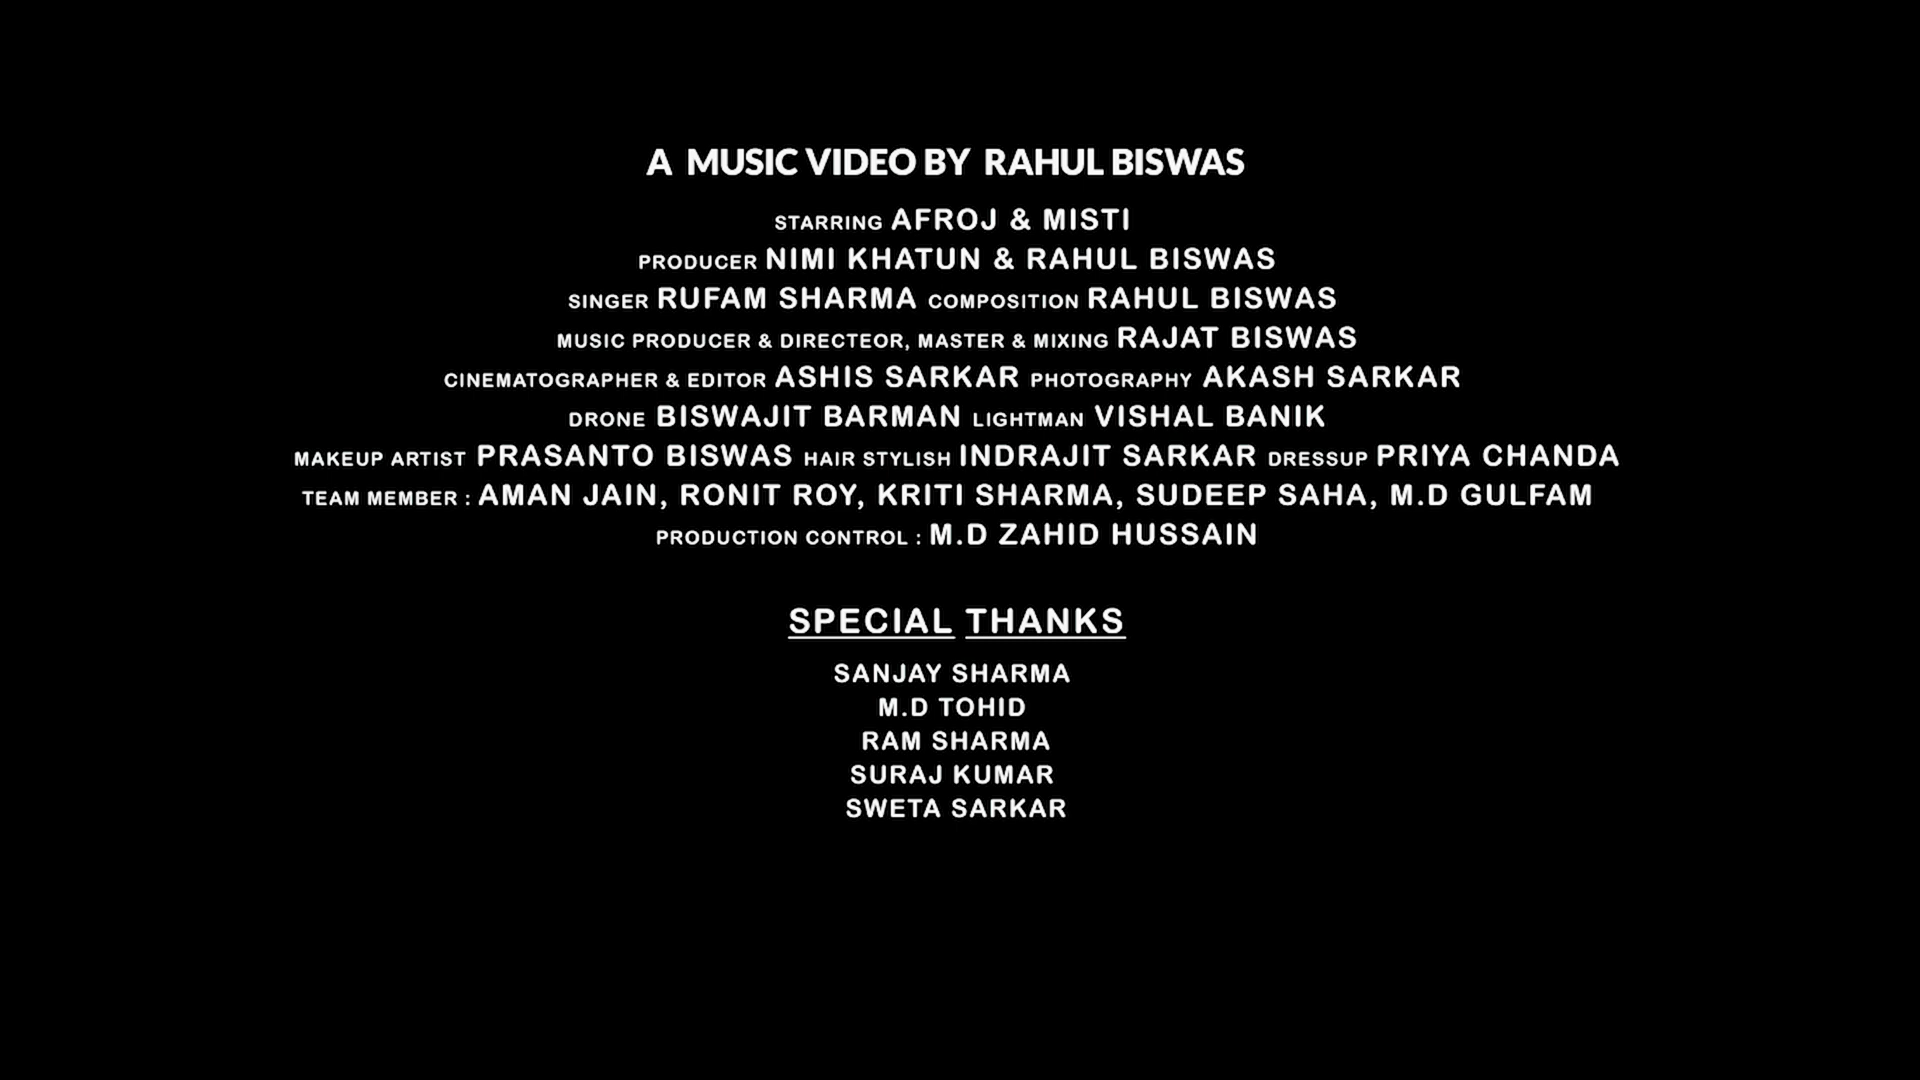 A MUSIC VIDEO BY RAHUL BISWAS
STARRING AFROJ & MISTI
PRODUCER NIMI KHATUN & RAHUL BISWAS
SINGER RUFAM SHARMA COMPOSITION RAHUL BISWAS
MUSIC PRODUCER & DIRECTEOR, MASTER & MIXING RAJAT BISWAS
CINEMATOGRAPHER & EDITOR ASHIS SARKAR PHOTOGRAPHY AKASH SARKAR
DRONE BISWAJIT BARMAN LIGHTMAN VISHAL BANIK
MAKEUP ARTIST PRASANTO BISWAS HAIR STYLISH INDRAJIT SARKAR DRESSUP PRIYA CHANDA
TEAM MEMBER : AMAN JAIN, RONIT ROY, KRITI SHARMA, SUDEEP SAHA, M.D GULFAM
PRODUCTION CONTROL : M.D ZAHID HUSSAIN
SPECIAL THANKS
SANJAY SHARMA
M.D TOHID
RAM SHARMA
SURAJ KUMAR
SWETA SARKAR